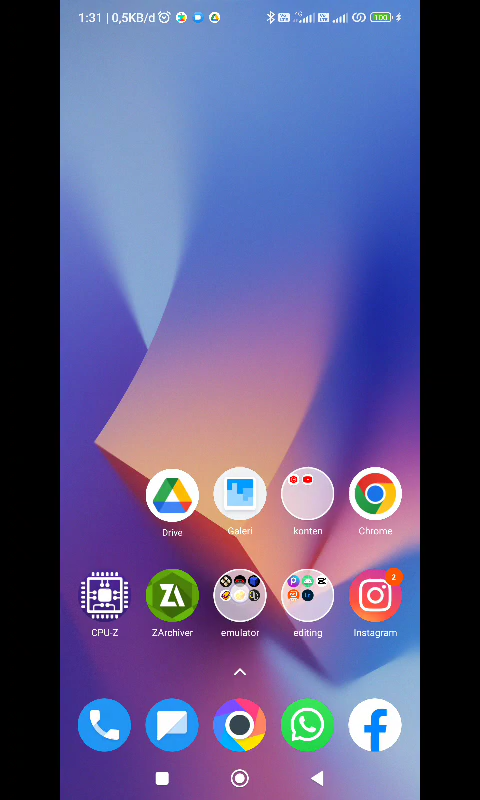 1:31 | 0,5KB/d
100
Drive
Galeri
konten
Chrome
2
CPU-Z
ZArchiver
emulator
editing
Instagram